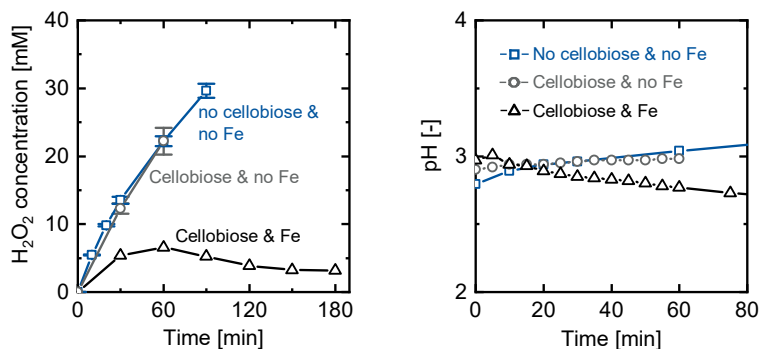 H₂O₂ concentration [mM]
40
30
20
10
0
no cellobiose &
no Fe
Cellobiose & no Fe
Cellobiose & Fe
0
60
120
180
Time [min]
pH [-]
4
3
2
No cellobiose & no Fe
Cellobiose & no Fe
Cellobiose & Fe
0
20
40
60
80
Time [min]